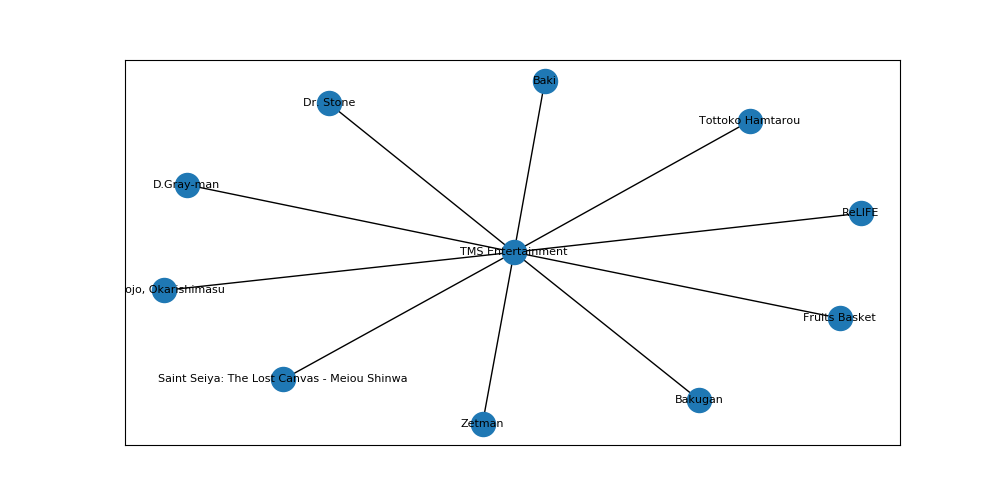 Baki
Dr. Stone
Tottoko Hamtarou
D.Gray-man
ReLIFE
TMS Entertainment
ojo, Okarishimasu
Fruits Basket
Saint Seiya: The Lost Canvas - Meiou Shinwa
Bakugan
Zetman